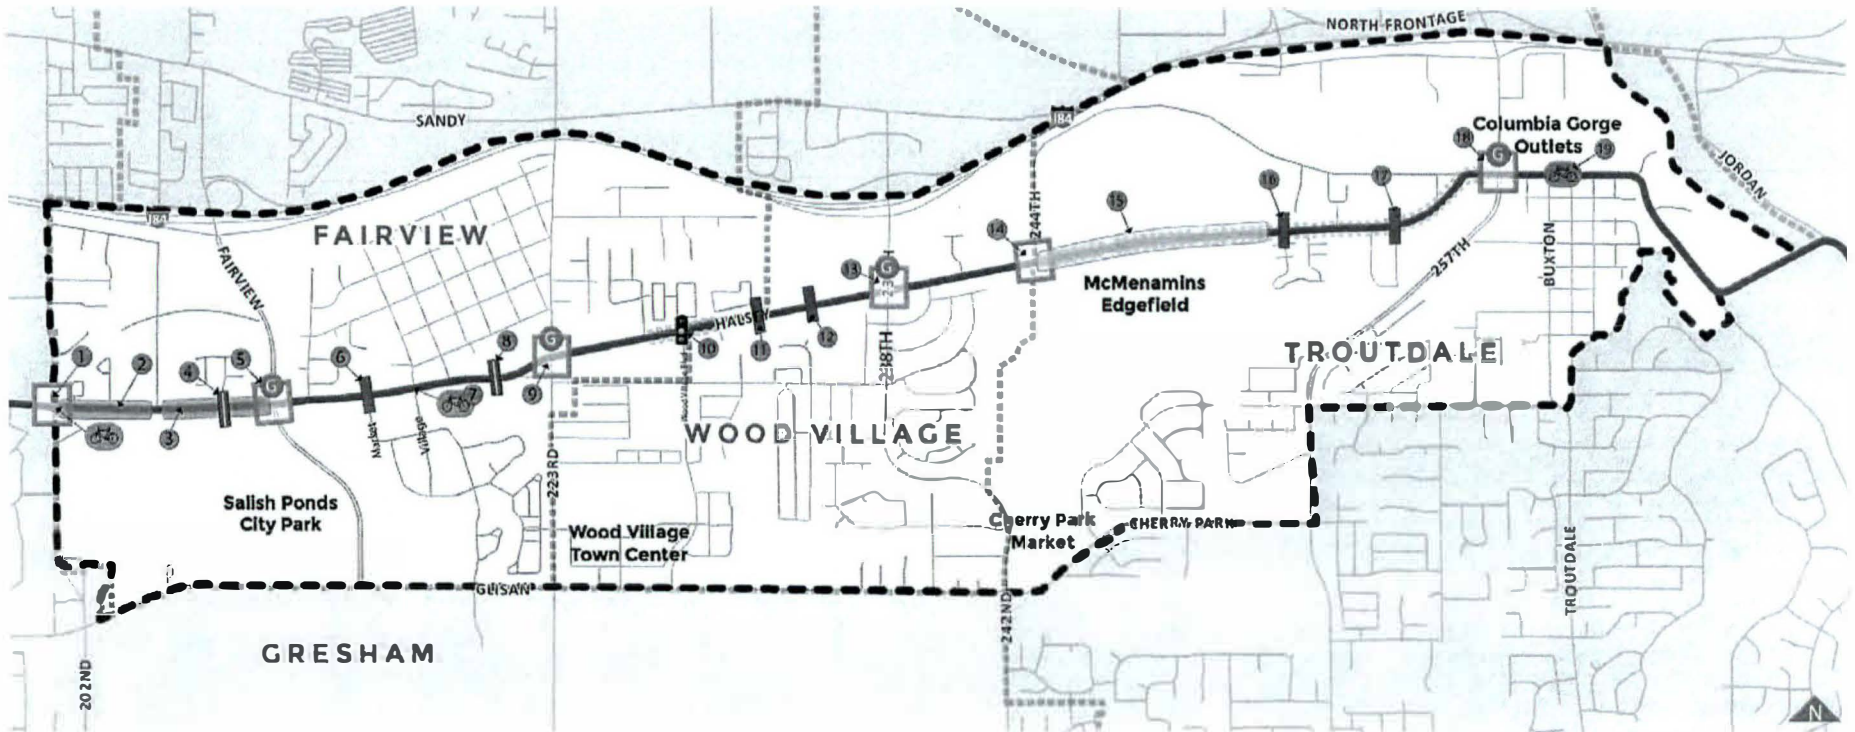 NORTH FRONTAGE
I84
SANDY
Columbia Gorge
Outlets
18
G
19
JORDAN
I84
FAIRVIEW
FAIRVIEW
244TH
15
16
17
14
13
G
257TH
BUXTON
McMenamins
Edgefield
HALSEY
10
11
12
238TH
TROUTDALE
1
2
3
4
5
G
6
7
8
G
9
Market
Village
223RD
WOOD VILLAGE
Salish Ponds
City Park
Wood Village
Town Center
Cherry Park
Market
CHERRY PARK
GLISAN
242ND
TROUTDALE
GRESHAM
202ND
N